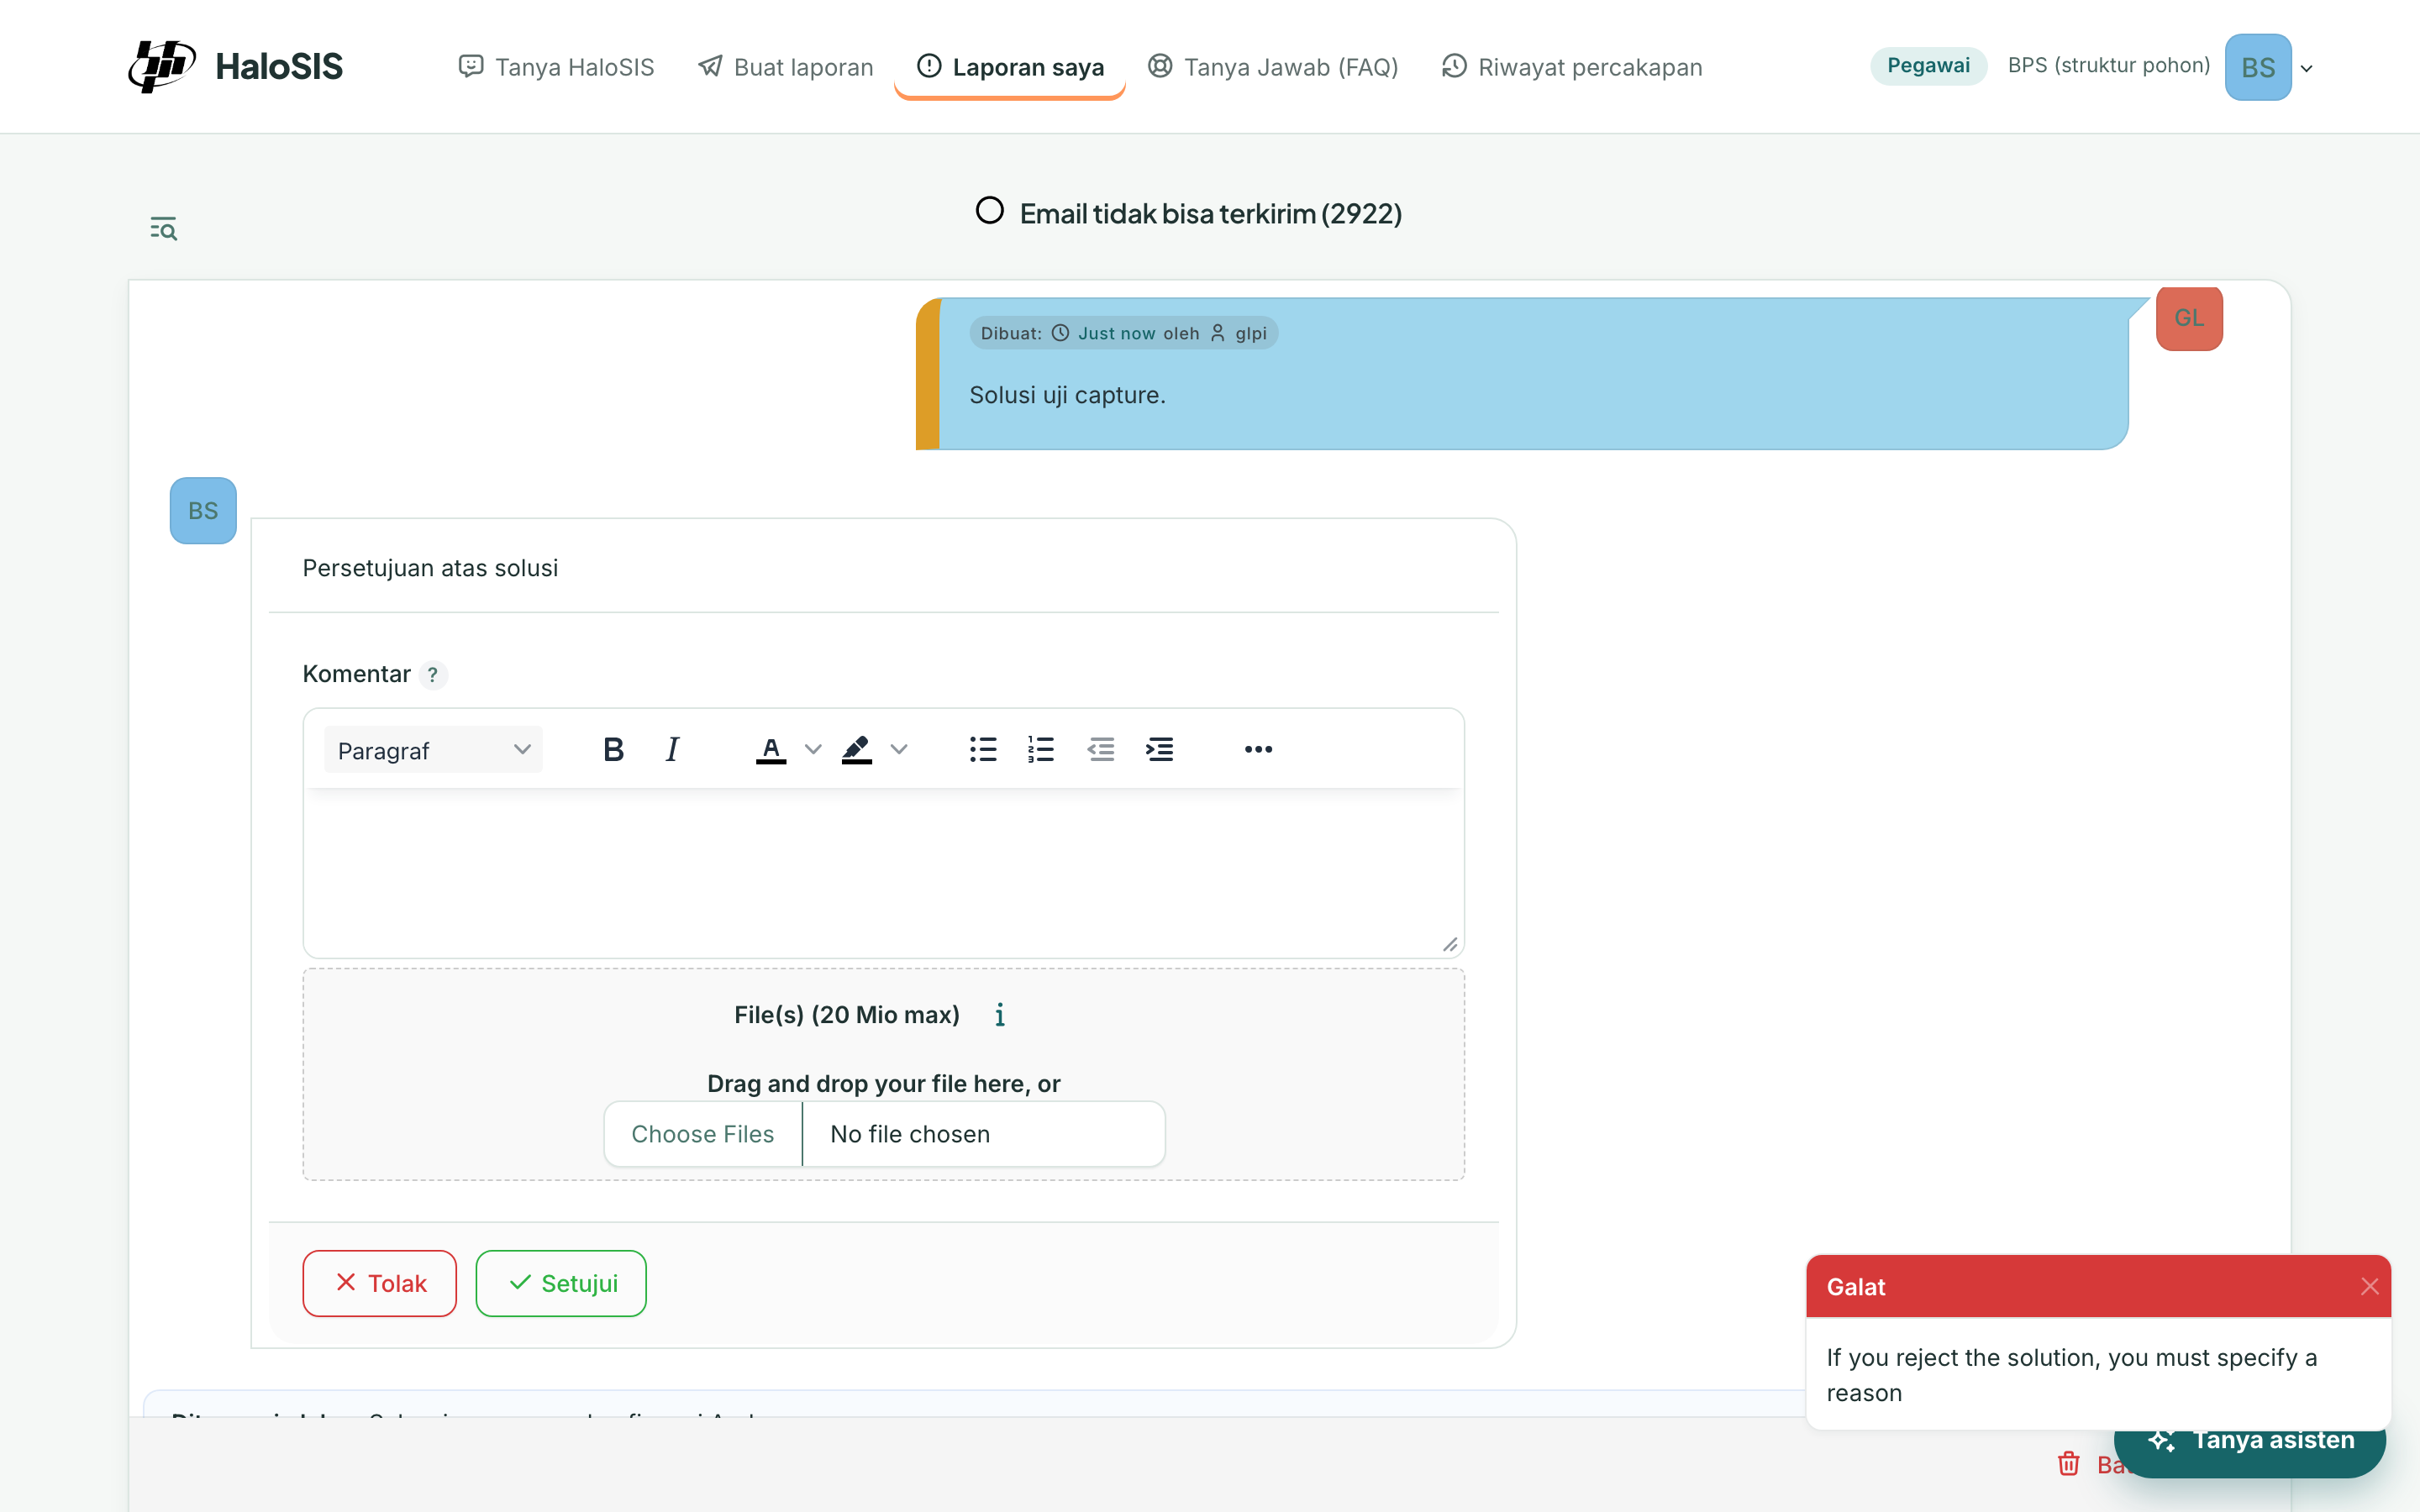 HaloSIS
Tanya HaloSIS
Buat laporan
Laporan saya
Tanya Jawab (FAQ)
Riwayat percakapan
Pegawai
BPS (struktur pohon)
BS
Email tidak bisa terkirim (2922)
Dibuat: Just now oleh glpi
GL
Solusi uji capture.
BS
Persetujuan atas solusi
Komentar ?
Paragraf
File(s) (20 Mio max)
Drag and drop your file here, or
Choose Files
No file chosen
Tolak
Setujui
Galat
If you reject the solution, you must specify a
reason
Tanya asisten